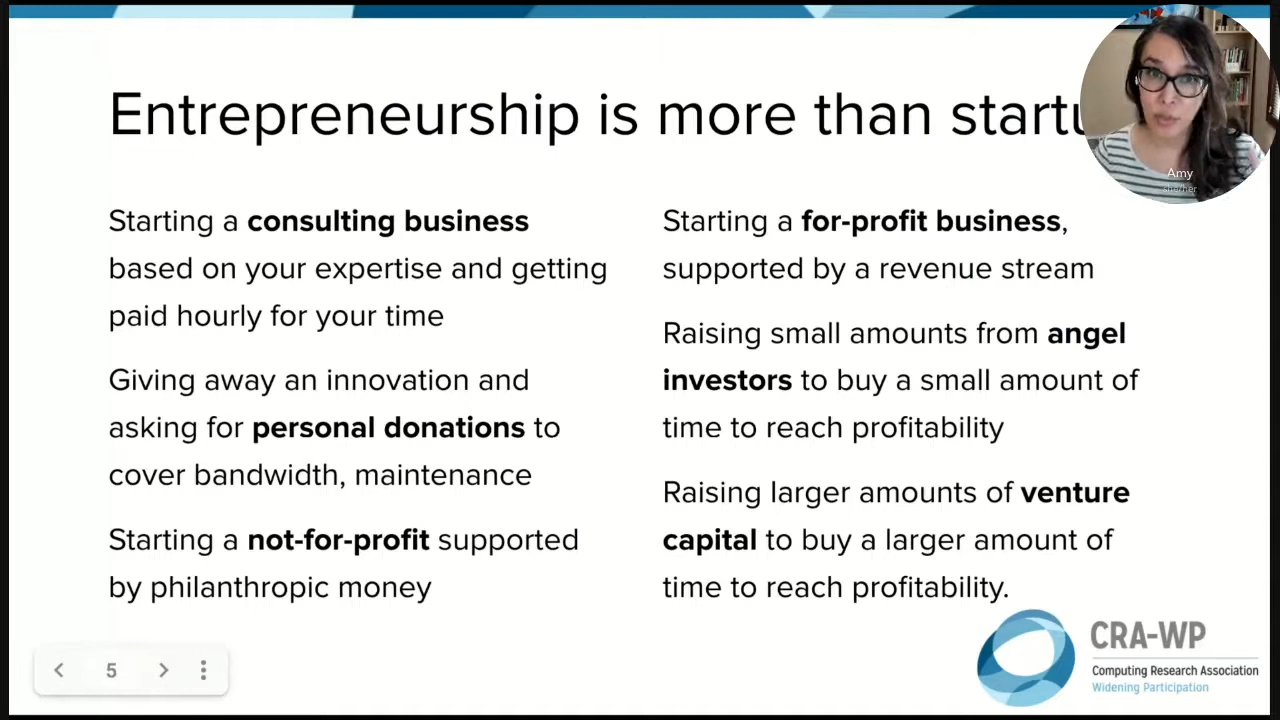 Entrepreneurship is more than startu
Starting a consulting business
based on your expertise and getting
paid hourly for your time
Giving away an innovation and
asking for personal donations to
cover bandwidth, maintenance
Starting a not-for-profit supported
by philanthropic money
Starting a for-profit business,
supported by a revenue stream
Raising small amounts from angel
investors to buy a small amount of
time to reach profitability
Raising larger amounts of venture
capital to buy a larger amount of
time to reach profitability.
Amy
she/her
5
CRA-WP
Computing Research Association
Widening Participation